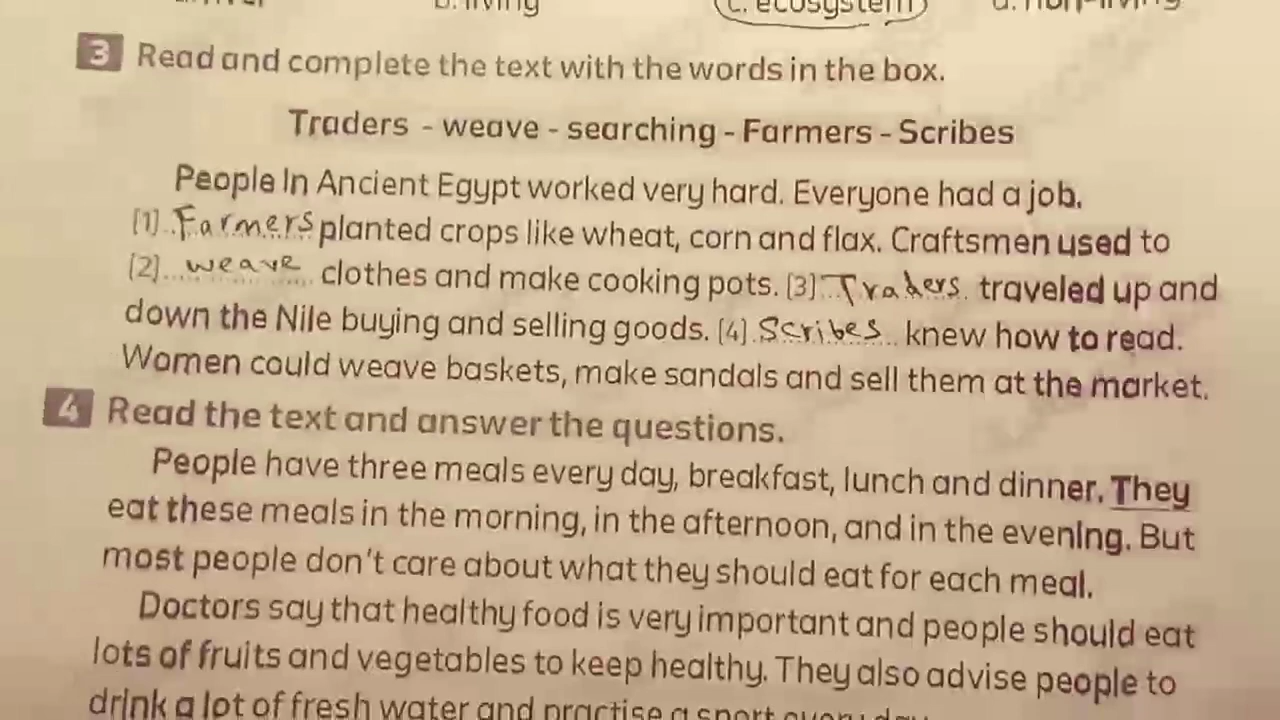 b. living c. ecosystem d. non-living
3 Read and complete the text with the words in the box.
Traders - weave - searching - Farmers - Scribes
People In Ancient Egypt worked very hard. Everyone had a job.
(1) Farmers planted crops like wheat, corn and flax. Craftsmen used to
(2) weave clothes and make cooking pots. (3) Traders traveled up and
down the Nile buying and selling goods. (4) Scribes knew how to read.
Women could weave baskets, make sandals and sell them at the market.
4 Read the text and answer the questions.
People have three meals every day, breakfast, lunch and dinner. They
eat these meals in the morning, in the afternoon, and in the evening. But
most people don't care about what they should eat for each meal.
Doctors say that healthy food is very important and people should eat
lots of fruits and vegetables to keep healthy. They also advise people to
drink a lot of fresh water and practise a sport every day